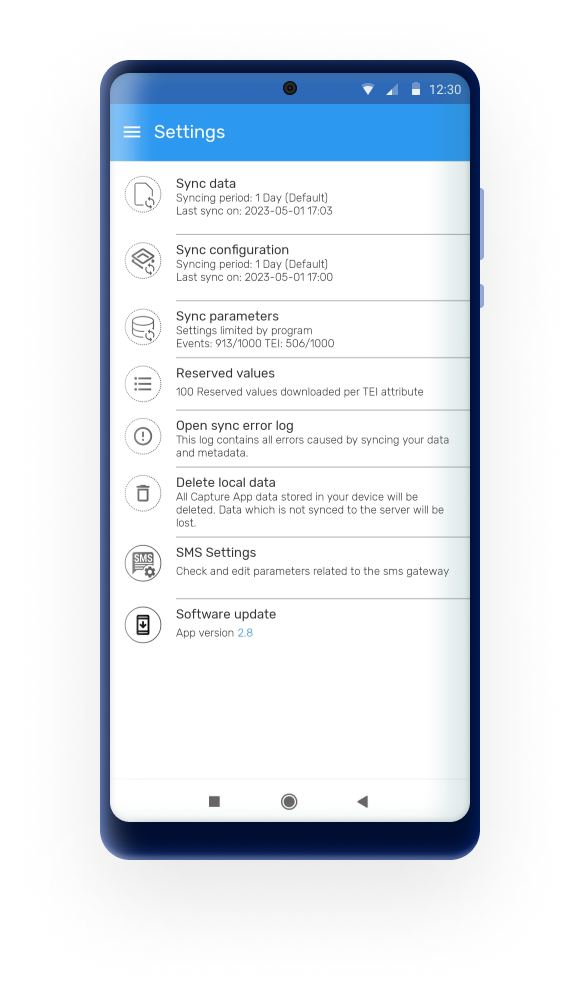 12:30
Settings
Sync data
Syncing period: 1 Day (Default)
Last sync on: 2023-05-01 17:03
Sync configuration
Syncing period: 1 Day (Default)
Last sync on: 2023-05-01 17:00
Sync parameters
Settings limited by program
Events: 913/1000 TEI: 506/1000
Reserved values
100 Reserved values downloaded per TEI attribute
Open sync error log
This log contains all errors caused by syncing your data
and metadata.
Delete local data
All Capture App data stored in your device will be
deleted. Data which is not synced to the server will be
lost.
SMS
SMS Settings
Check and edit parameters related to the sms gateway
Software update
App version 2.8